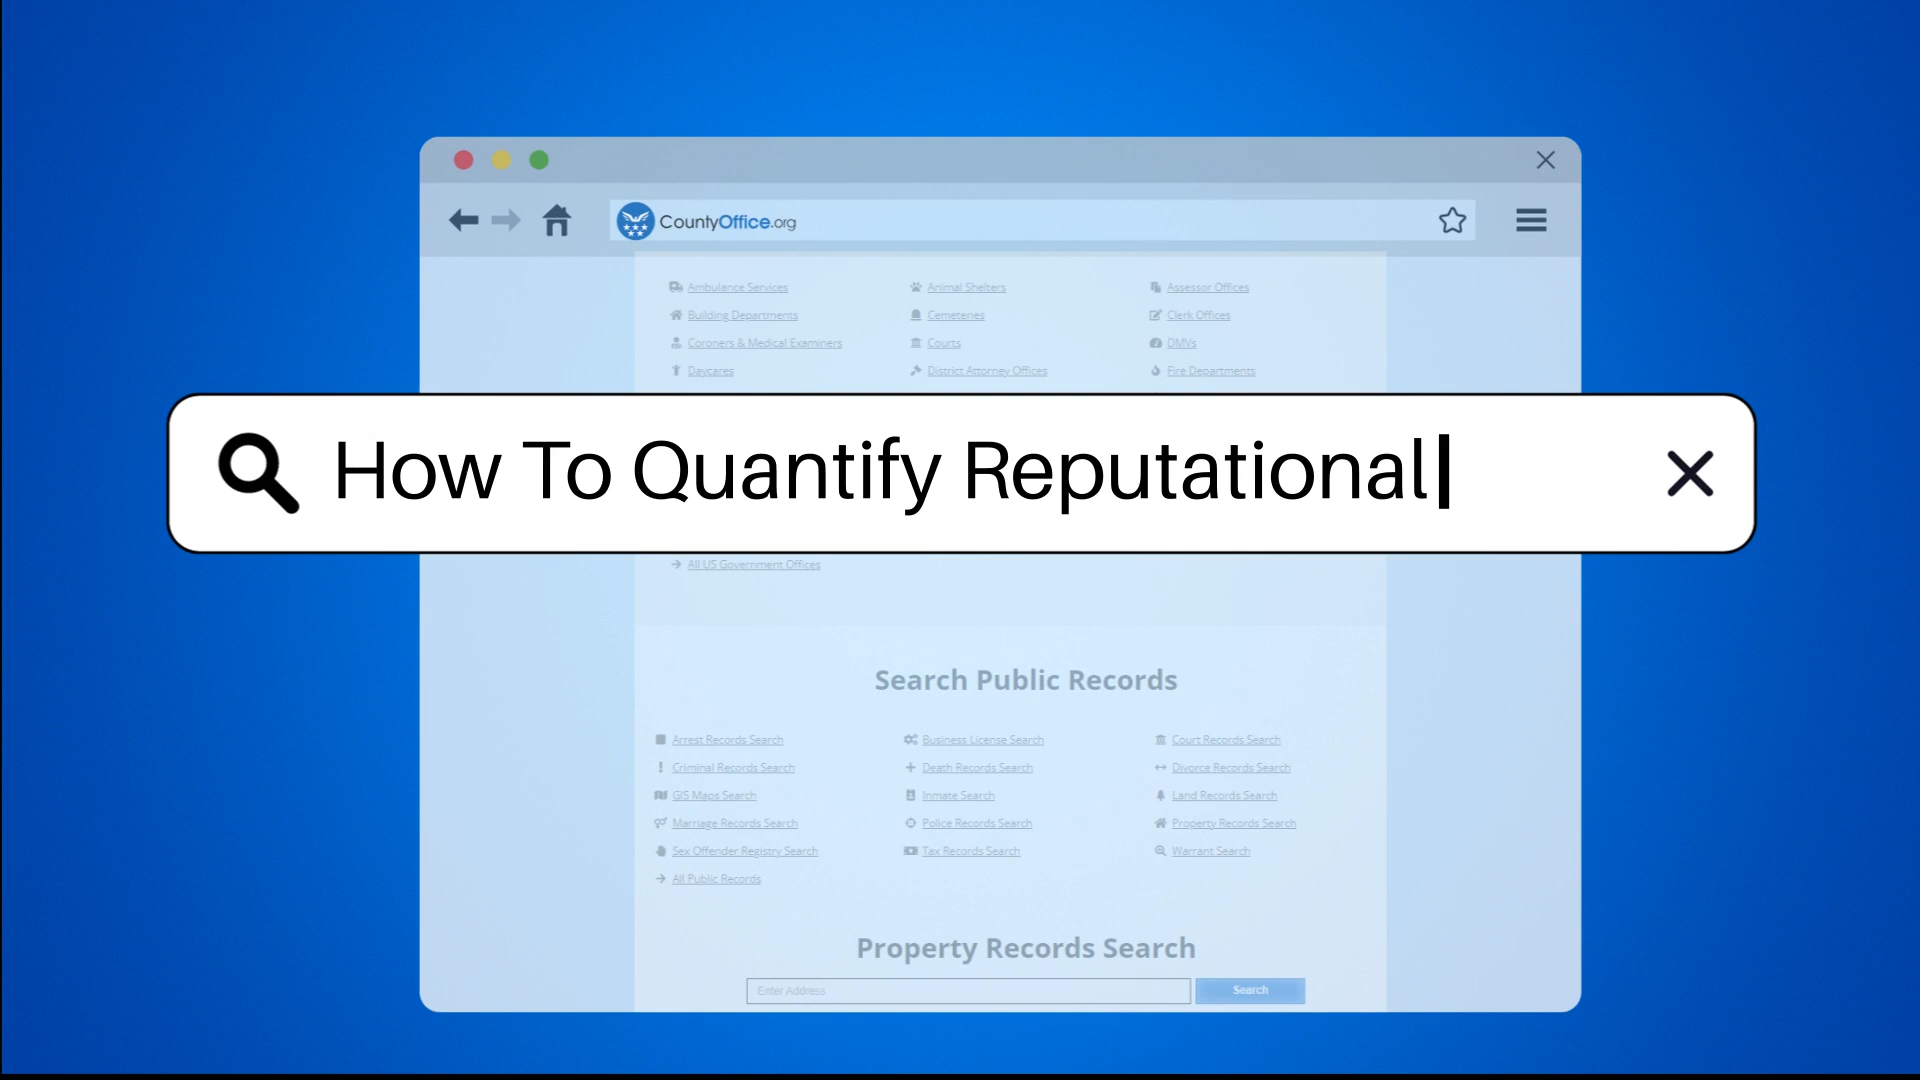 CountyOffice.org
Ambulance Services Animal Shelters Assessor Offices
Building Departments Cemeteries Clerk Offices
Coroners & Medical Examiners Courts DMVs
Daycares District Attorney Offices Fire Departments
How To Quantify Reputational
All US Government Offices
Search Public Records
Arrest Records Search Business License Search Court Records Search
Criminal Records Search Death Records Search Divorce Records Search
GIS Maps Search Inmate Search Land Records Search
Marriage Records Search Police Records Search Property Records Search
Sex Offender Registry Search Tax Records Search Warrant Search
All Public Records
Property Records Search
Enter Address Search